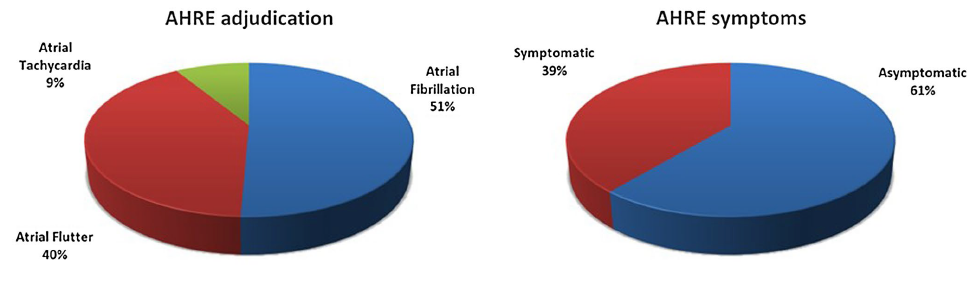 AHRE adjudication
Atrial
Tachycardia
9%
Atrial
Fibrillation
51%
Atrial Flutter
40%
AHRE symptoms
Symptomatic
39%
Asymptomatic
61%